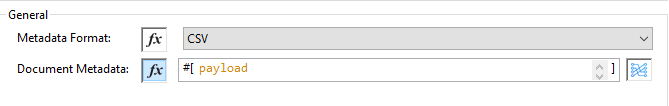 General
Metadata Format: fx CSV
Document Metadata: fx #[ payload ]